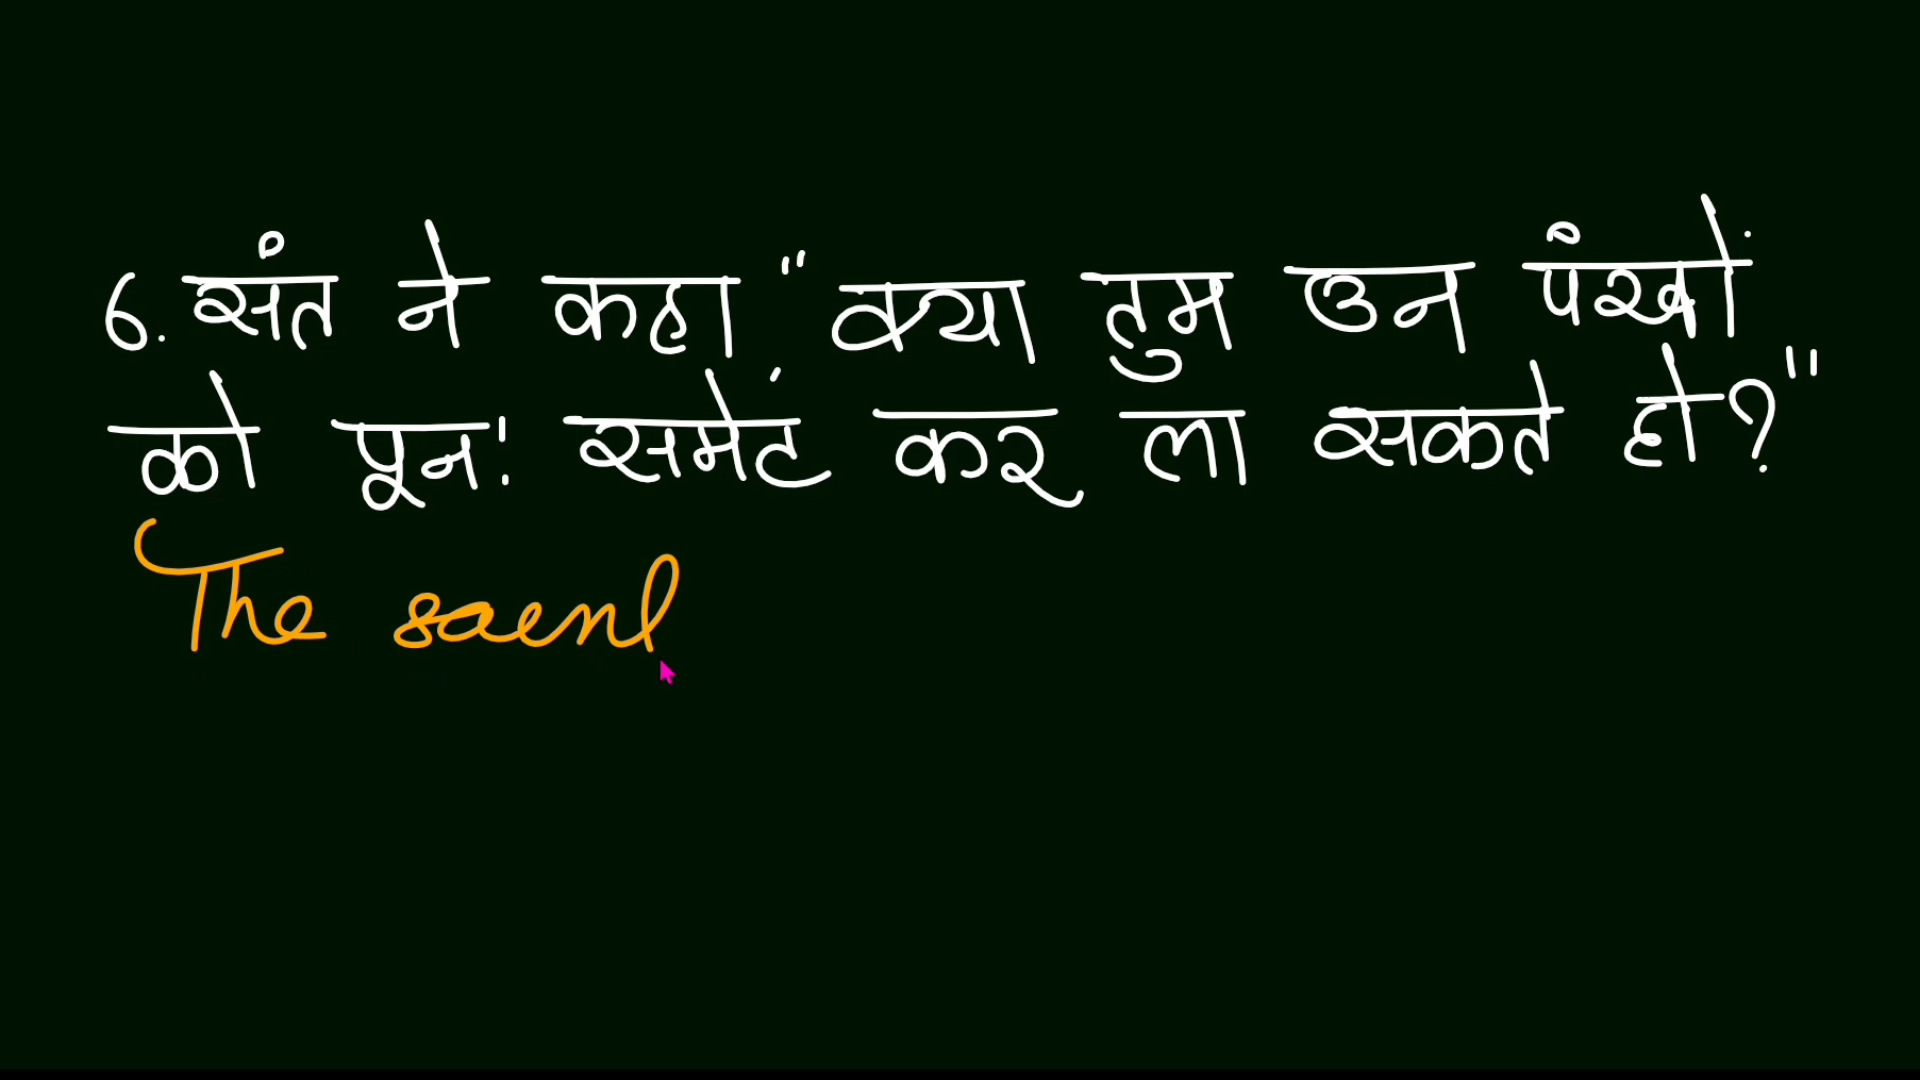 6. संत ने कहा "क्या तुम उन पंखों
को पून: समेट कर ला सकते हो?"
The saent